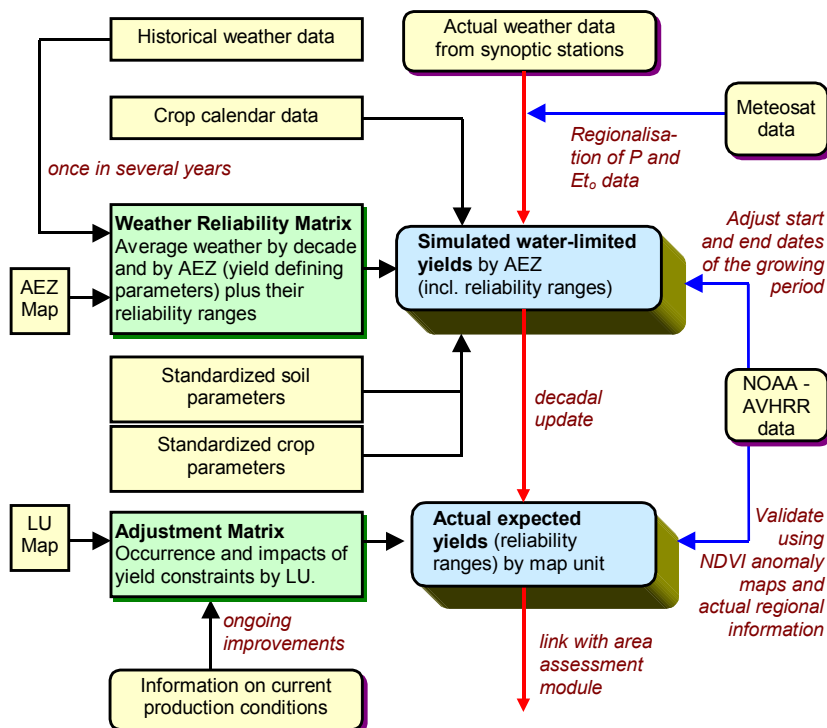 Historical weather data
Actual weather data
from synoptic stations
Crop calendar data
Meteosat
data
Regionalisa-
tion of P and
Eto data
once in several years
Weather Reliability Matrix
Average weather by decade
and by AEZ (yield defining
parameters) plus their
reliability ranges
Simulated water-limited
yields by AEZ
(incl. reliability ranges)
Adjust start
and end dates
of the growing
period
AEZ
Map
Standardized soil
parameters
Standardized crop
parameters
decadal
update
NOAA -
AVHRR
data
LU
Map
Adjustment Matrix
Occurrence and impacts of
yield constraints by LU.
Actual expected
yields (reliability
ranges) by map unit
Validate
using
NDVI anomaly
maps and
actual regional
information
ongoing
improvements
link with area
assessment
module
Information on current
production conditions